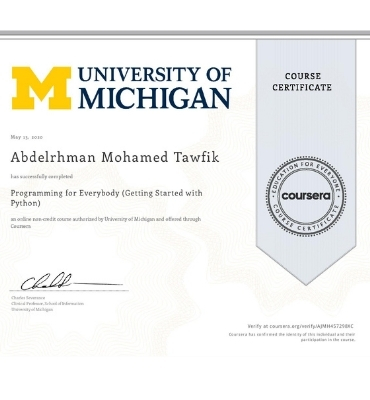 M UNIVERSITY OF
MICHIGAN
COURSE
CERTIFICATE
May 15, 2020
Abdelrhman Mohamed Tawfik
has successfully completed
Programming for Everybody (Getting Started with
Python)
an online non-credit course authorized by University of Michigan and offered through
Coursera
EDUCATION FOR EVERYONE
coursera
COURSE CERTIFICATE
Charles Severance
Clinical Professor, School of Information
University of Michigan
Verify at coursera.org/verify/
Coursera has confirmed the identity of this individual and their
participation in the course.